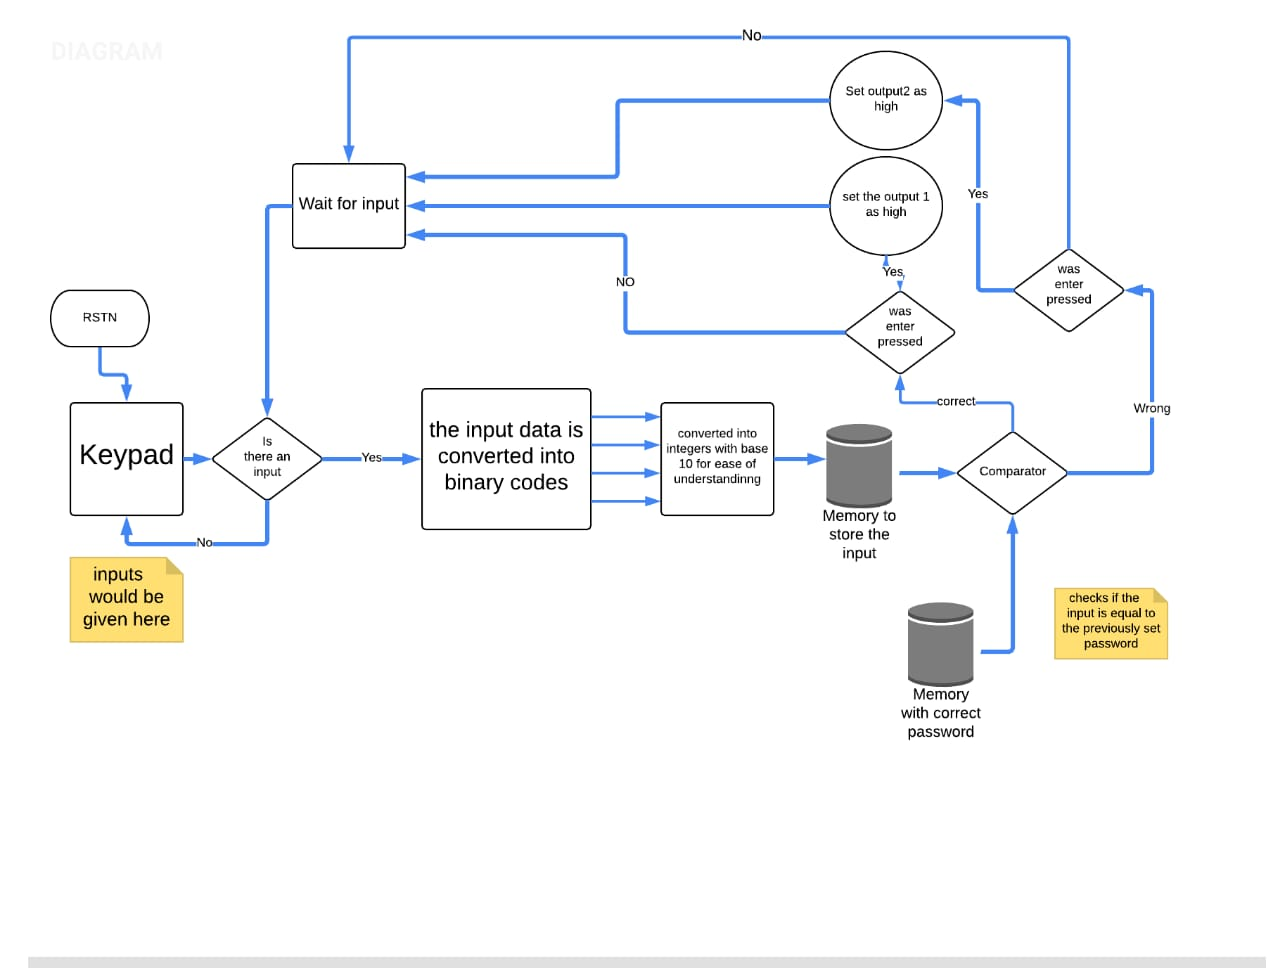 DIAGRAM
No
Set output2 as
high
Wait for input
set the output 1
as high
Yes
Yes
NO
was
enter
pressed
was
enter
pressed
RSTN
correct
Wrong
Keypad
Is
there an
input
Yes
the input data is
converted into
binary codes
converted into
integers with base
10 for ease of
understandinng
Comparator
Memory to
store the
input
No
inputs
would be
given here
checks if the
input is equal to
the previously set
password
Memory
with correct
password